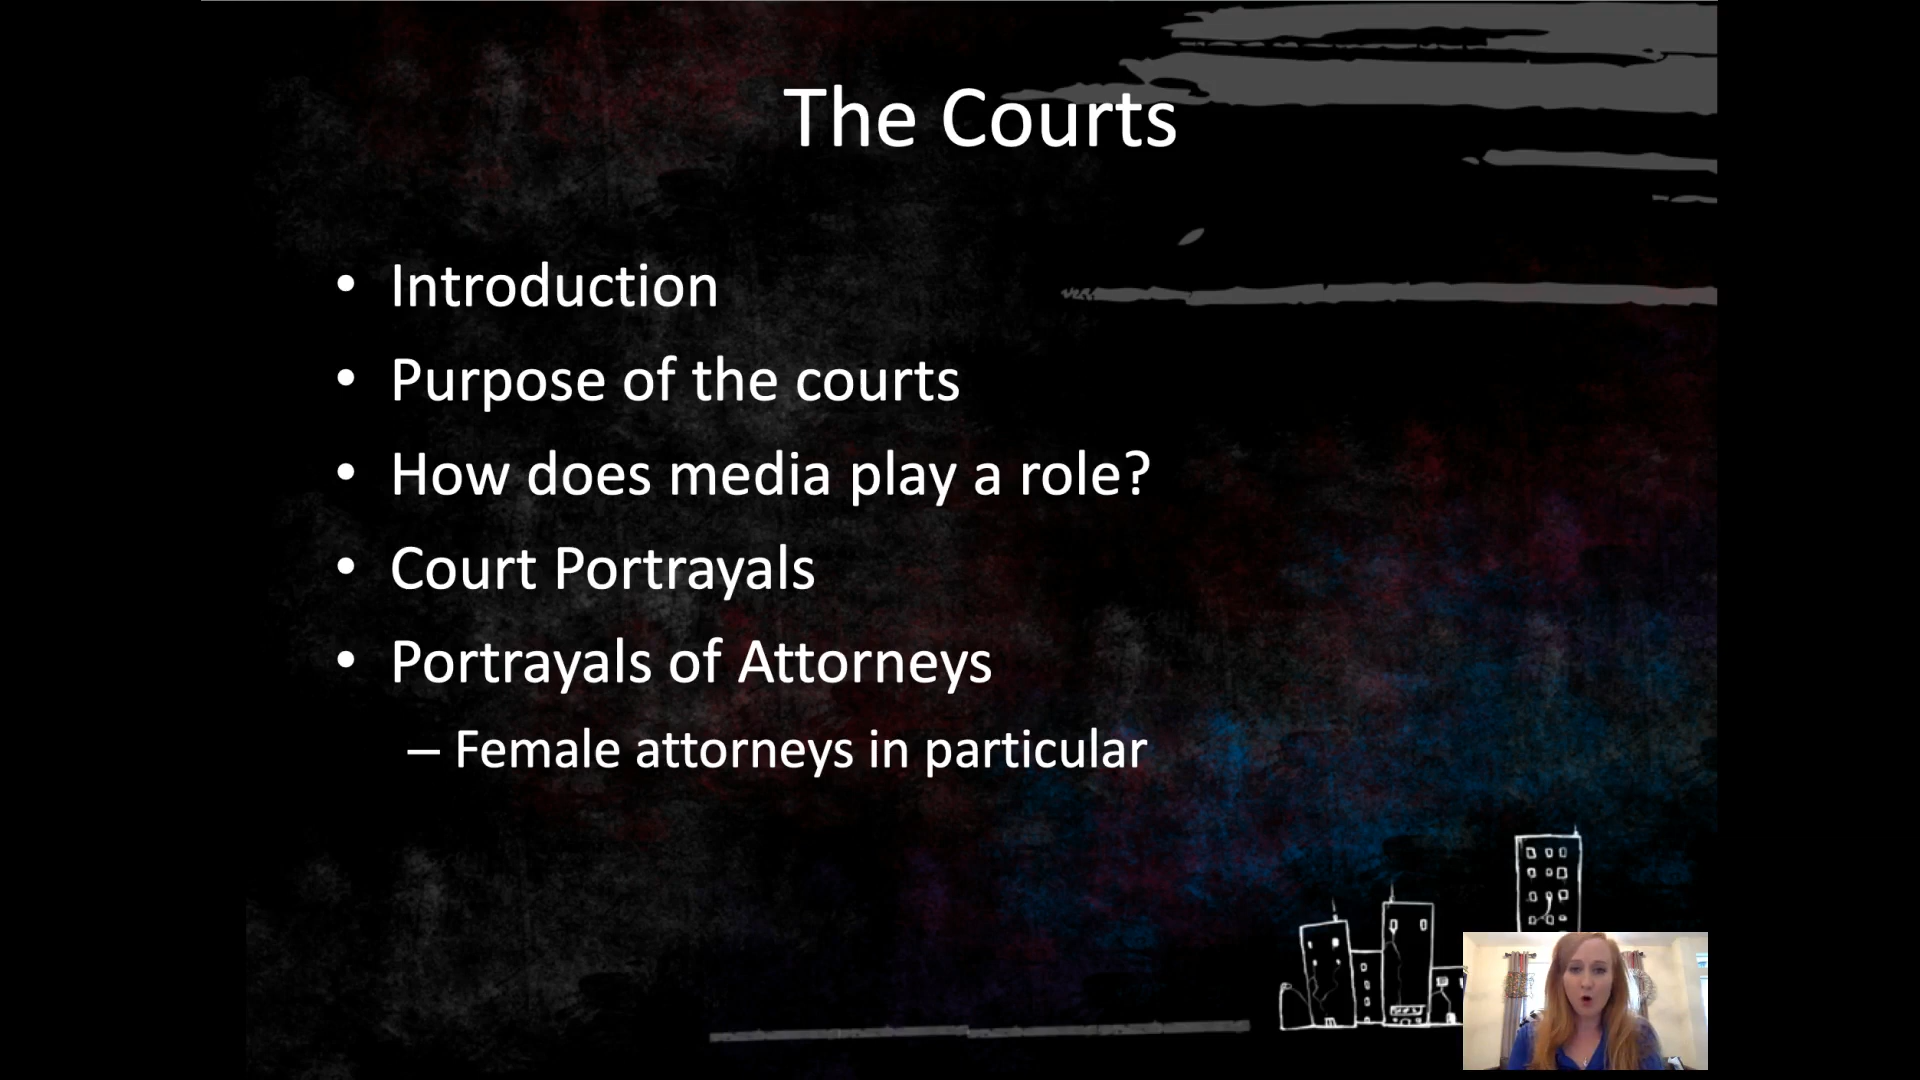 The Courts
• Introduction
• Purpose of the courts
• How does media play a role?
• Court Portrayals
• Portrayals of Attorneys
– Female attorneys in particular